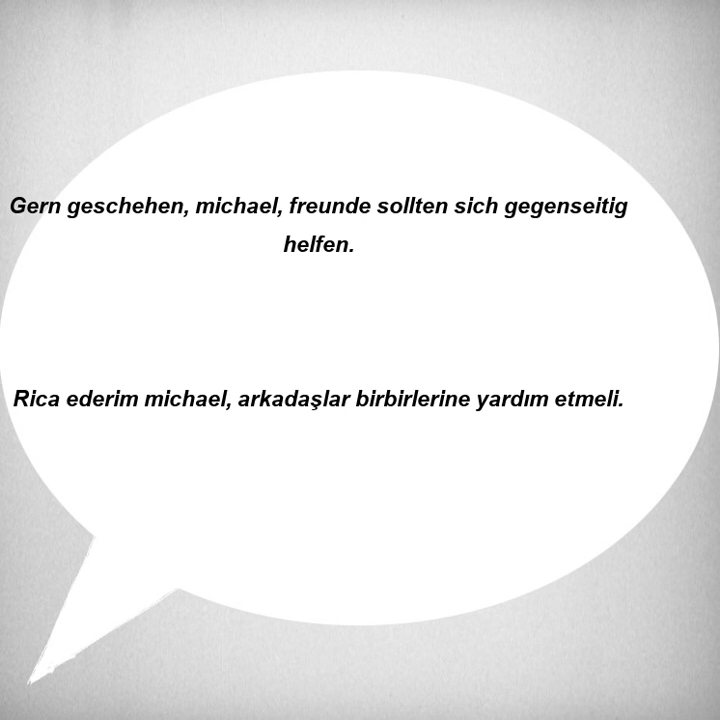 Gern geschehen, michael, freunde sollten sich gegenseitig
helfen.
Rica ederim michael, arkadaşlar birbirlerine yardım etmeli.